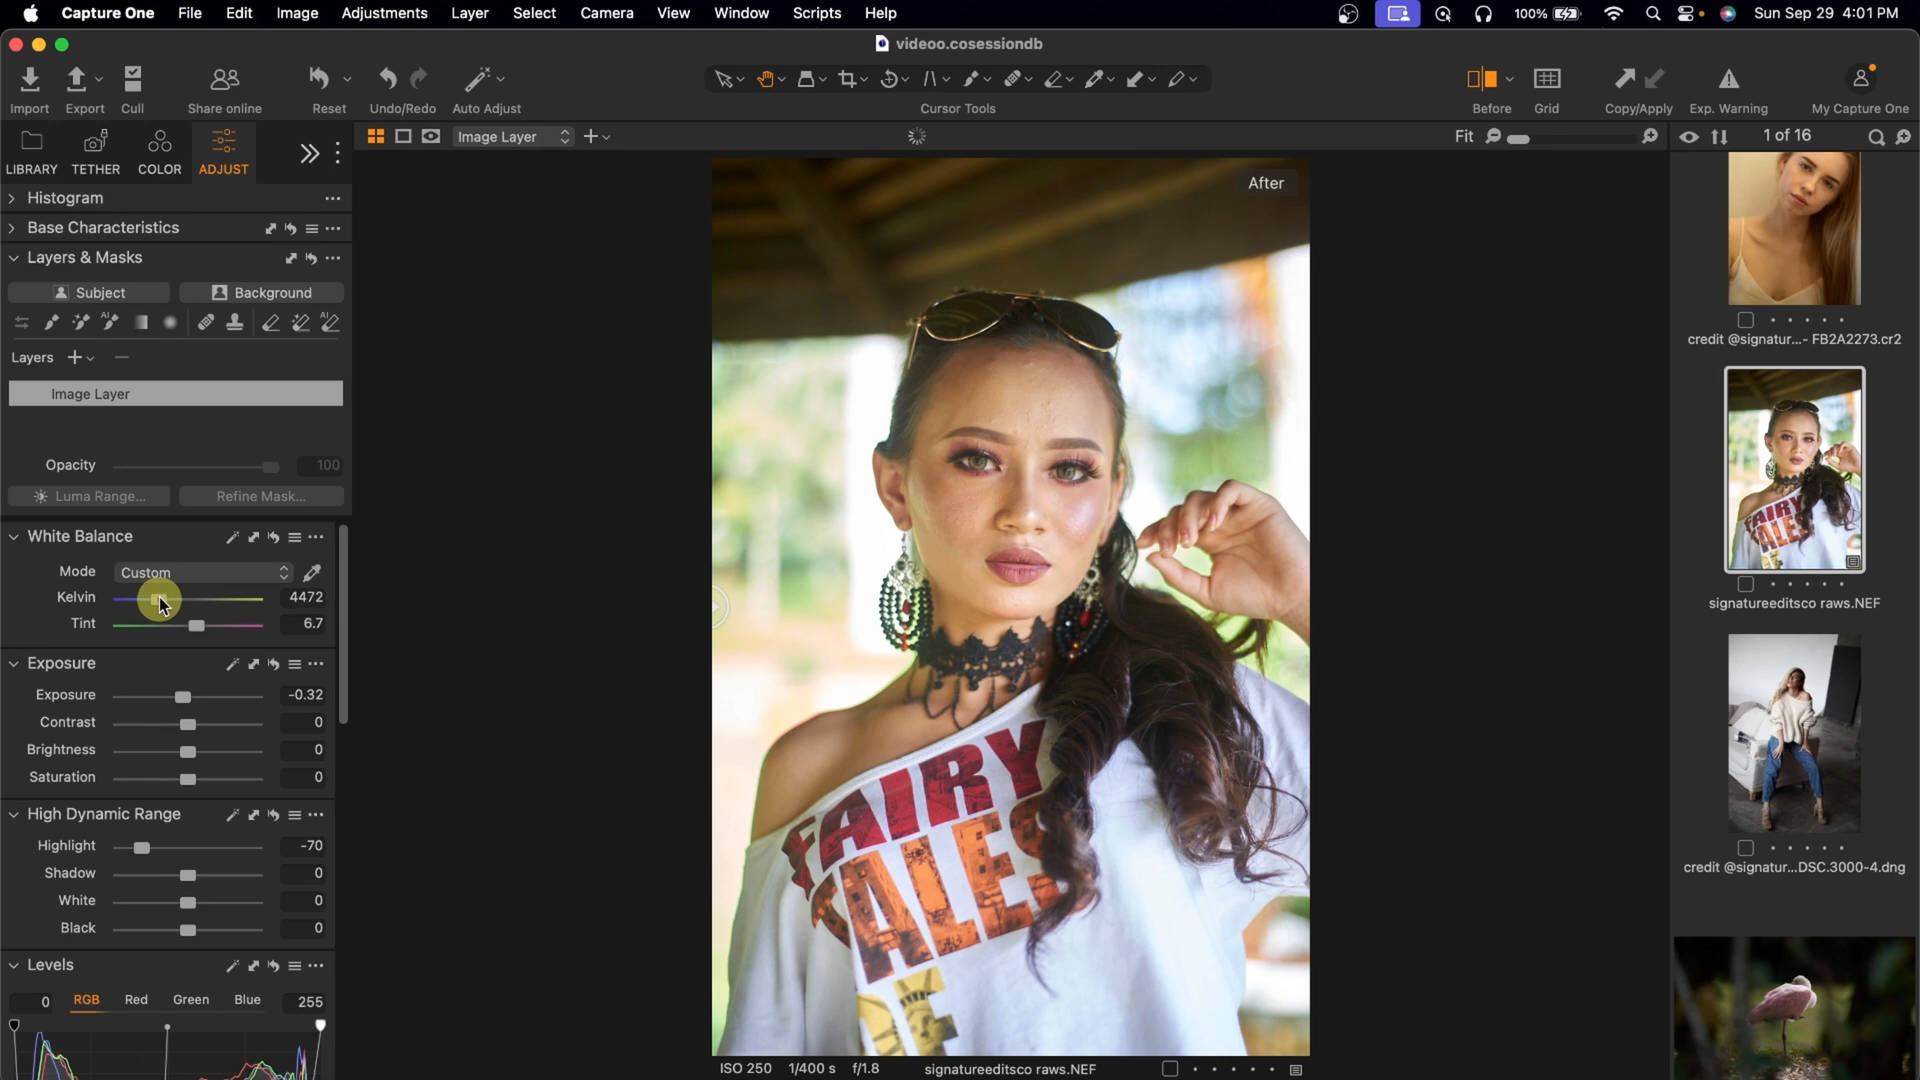 Capture One File Edit Image Adjustments Layer Select Camera View Window Scripts Help 100% Sun Sep 29 4:01 PM
videoo.cosessiondb
Import Export Cull Share online Reset Undo/Redo Auto Adjust Cursor Tools Before Grid Copy/Apply Exp. Warning My Capture One
LIBRARY TETHER COLOR ADJUST
Image Layer
Fit
1 of 16
Histogram
Base Characteristics
Layers & Masks
Subject Background
AI AI
Layers
Image Layer
Opacity 100
Luma Range... Refine Mask...
White Balance
Mode Custom
Kelvin 4472
Tint 6.7
Exposure
Exposure -0.32
Contrast 0
Brightness 0
Saturation 0
High Dynamic Range
Highlight -70
Shadow 0
White 0
Black 0
Levels
0 RGB Red Green Blue 255
After
FAIRY
TALES
ISO 250 1/400 s f/1.8 signatureeditsco raws.NEF
credit @signatur...- FB2A2273.cr2
FAIRY
TALES
signatureeditsco raws.NEF
credit @signatur...DSC.3000-4.dng